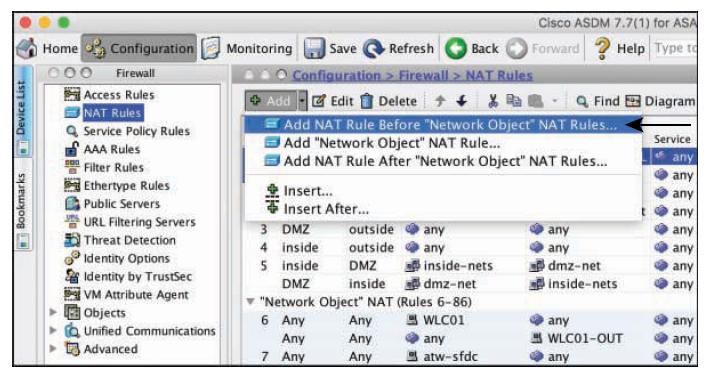 Cisco ASDM 7.7(1) for ASA
Home Configuration Monitoring Save Refresh Back Forward Help Type to
Device List
Bookmarks
Firewall
Access Rules
NAT Rules
Service Policy Rules
AAA Rules
Filter Rules
Ethertype Rules
Public Servers
URL Filtering Servers
Threat Detection
Identity Options
Identity by TrustSec
VM Attribute Agent
Objects
Unified Communications
Advanced
Configuration > Firewall > NAT Rules
Add Edit Delete Find Diagram
Add NAT Rule Before "Network Object" NAT Rules...
Add "Network Object" NAT Rule...
Add NAT Rule After "Network Object" NAT Rules...
Insert...
Insert After...
Service
any
any
any
any
3 DMZ outside any any any
4 inside outside any any any
5 inside DMZ inside-nets dmz-net any
DMZ inside dmz-net inside-nets any
"Network Object" NAT (Rules 6-86)
6 Any Any WLC01 any any
Any Any any WLC01-OUT any
7 Any Any atw-sfdc any any